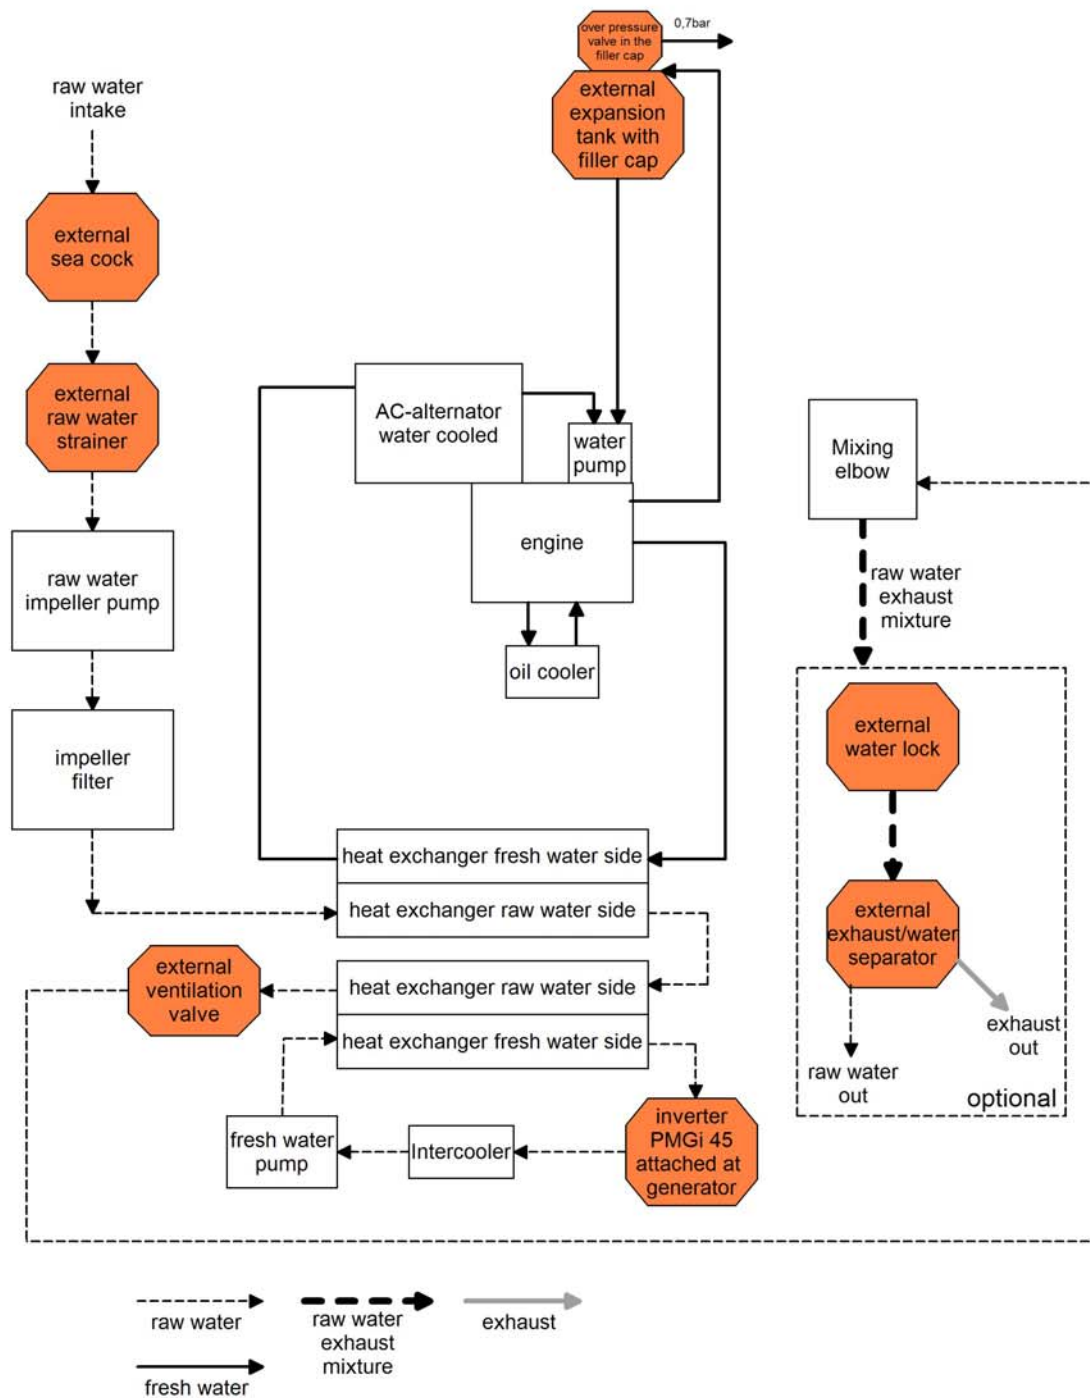 over pressure
valve in the
filler cap
0,7bar
raw water
intake
external
expansion
tank with
filler cap
external
sea cock
external
raw water
strainer
AC-alternator
water cooled
water
pump
Mixing
elbow
engine
raw water
impeller pump
raw water
exhaust
mixture
oil cooler
external
water lock
impeller
filter
heat exchanger fresh water side
heat exchanger raw water side
external
exhaust/water
separator
external
ventilation
valve
heat exchanger raw water side
heat exchanger fresh water side
exhaust
out
raw water
out
optional
fresh water
pump
Intercooler
inverter
PMGi 45
attached at
generator
raw water
raw water
exhaust
mixture
exhaust
fresh water